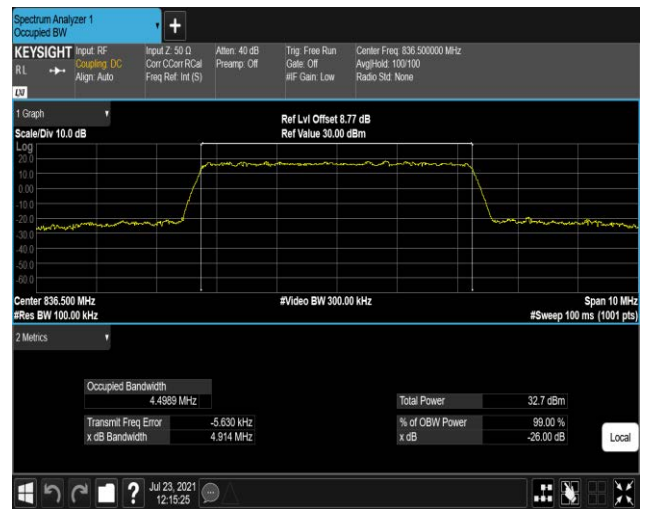 Spectrum Analyzer 1
Occupied BW
+
KEYSIGHT Input: RF Input Z: 50 Ω Atten: 40 dB Trig: Free Run Center Freq: 836.500000 MHz
RL Coupling: DC Corr CCorr RCal Preamp: Off Gate: Off Avg|Hold: 100/100
Align: Auto Freq Ref: Int (S) #IF Gain: Low Radio Std: None
LXI
1 Graph Ref Lvl Offset 8.77 dB
Scale/Div 10.0 dB Ref Value 30.00 dBm
Log
20.0
10.0
0.00
-10.0
-20.0
-30.0
-40.0
-50.0
-60.0
Center 836.500 MHz #Video BW 300.00 kHz Span 10 MHz
#Res BW 100.00 kHz #Sweep 100 ms (1001 pts)
2 Metrics
Occupied Bandwidth
4.4989 MHz Total Power 32.7 dBm
Transmit Freq Error -5.630 kHz % of OBW Power 99.00 %
x dB Bandwidth 4.914 MHz x dB -26.00 dB
Local
? Jul 23, 2021
12:15:25